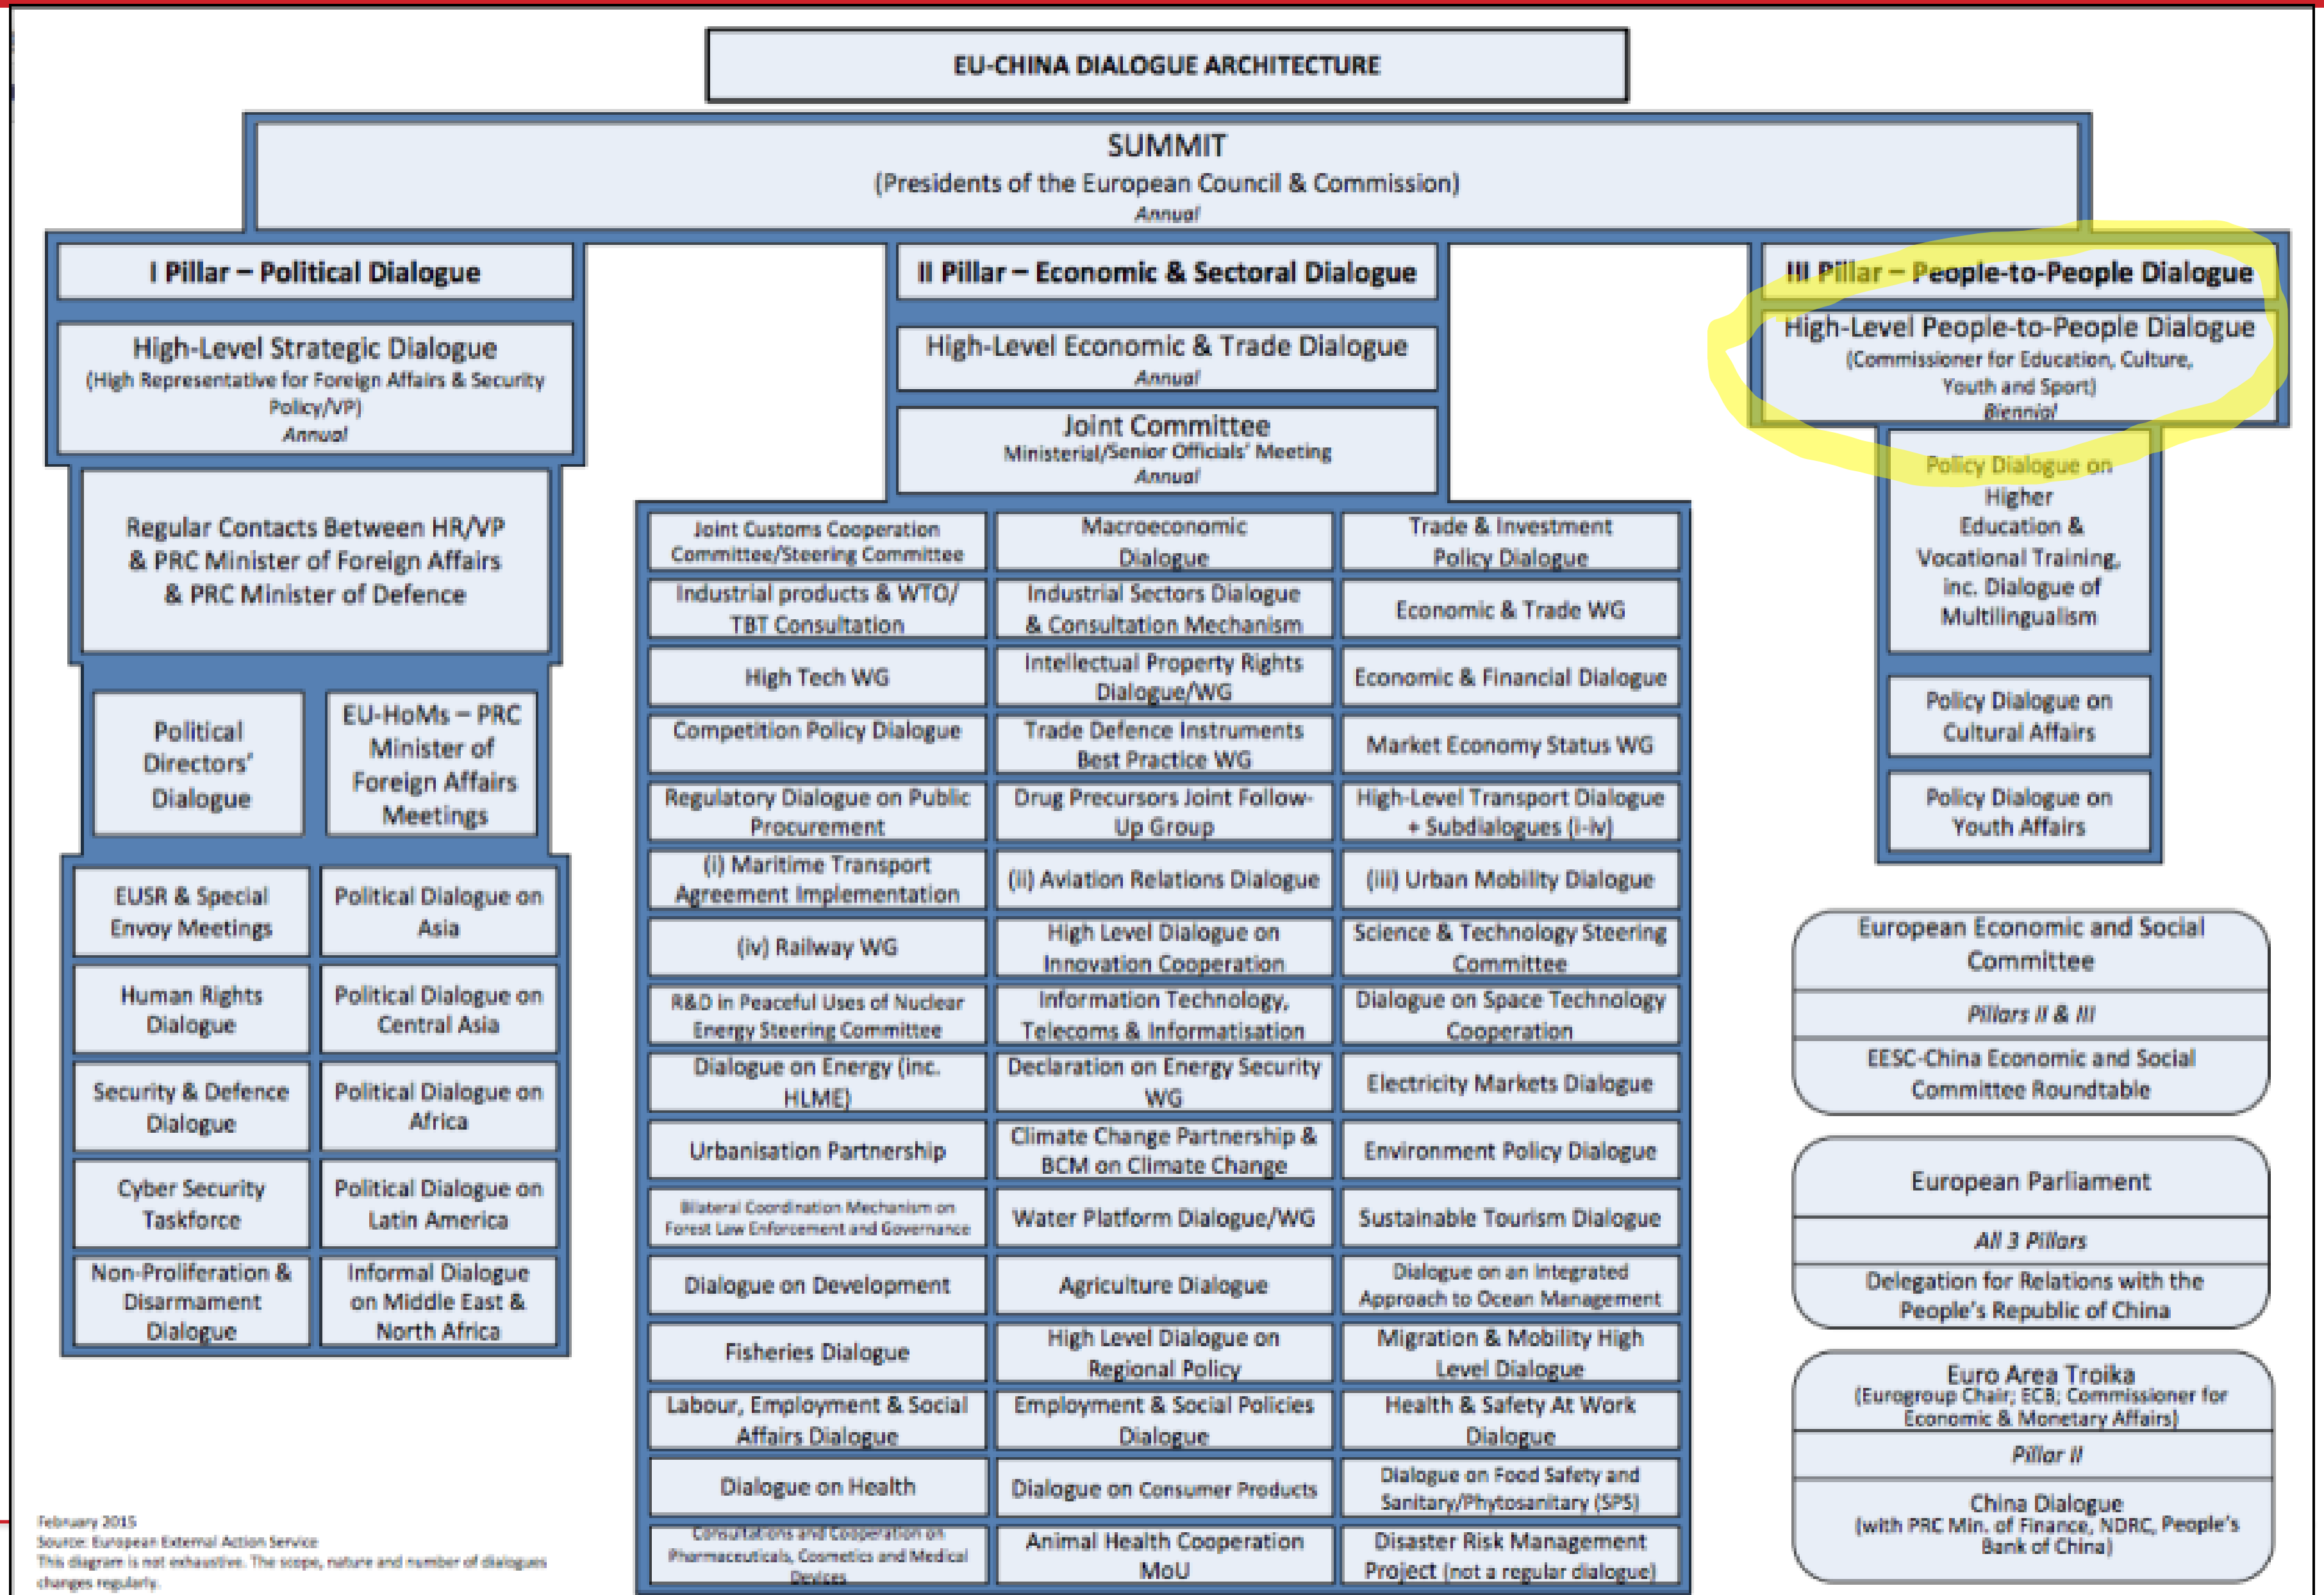 EU-CHINA DIALOGUE ARCHITECTURE
SUMMIT
(Presidents of the European Council & Commission)
Annual
I Pillar – Political Dialogue
High-Level Strategic Dialogue
(High Representative for Foreign Affairs & Security
Policy/VP)
Annual
Regular Contacts Between HR/VP
& PRC Minister of Foreign Affairs
& PRC Minister of Defence
Political
Directors'
Dialogue
EU-HoMs – PRC
Minister of
Foreign Affairs
Meetings
EUSR & Special
Envoy Meetings
Political Dialogue on
Asia
Human Rights
Dialogue
Political Dialogue on
Central Asia
Security & Defence
Dialogue
Political Dialogue on
Africa
Cyber Security
Taskforce
Political Dialogue on
Latin America
Non-Proliferation &
Disarmament
Dialogue
Informal Dialogue
on Middle East &
North Africa
II Pillar – Economic & Sectoral Dialogue
High-Level Economic & Trade Dialogue
Annual
Joint Committee
Ministerial/Senior Officials' Meeting
Annual
Joint Customs Cooperation
Committee/Steering Committee
Macroeconomic
Dialogue
Trade & Investment
Policy Dialogue
Industrial products & WTO/
TBT Consultation
Industrial Sectors Dialogue
& Consultation Mechanism
Economic & Trade WG
High Tech WG
Intellectual Property Rights
Dialogue/WG
Economic & Financial Dialogue
Competition Policy Dialogue
Trade Defence Instruments
Best Practice WG
Market Economy Status WG
Regulatory Dialogue on Public
Procurement
Drug Precursors Joint Follow-
Up Group
High-Level Transport Dialogue
+ Subdialogues (i-iv)
(i) Maritime Transport
Agreement Implementation
(ii) Aviation Relations Dialogue
(iii) Urban Mobility Dialogue
(iv) Railway WG
High Level Dialogue on
Innovation Cooperation
Science & Technology Steering
Committee
R&D in Peaceful Uses of Nuclear
Energy Steering Committee
Information Technology,
Telecoms & Informatisation
Dialogue on Space Technology
Cooperation
Dialogue on Energy (inc.
HLME)
Declaration on Energy Security
WG
Electricity Markets Dialogue
Urbanisation Partnership
Climate Change Partnership &
BCM on Climate Change
Environment Policy Dialogue
Bilateral Coordination Mechanism on
Forest Law Enforcement and Governance
Water Platform Dialogue/WG
Sustainable Tourism Dialogue
Dialogue on Development
Agriculture Dialogue
Dialogue on an Integrated
Approach to Ocean Management
Fisheries Dialogue
High Level Dialogue on
Regional Policy
Migration & Mobility High
Level Dialogue
Labour, Employment & Social
Affairs Dialogue
Employment & Social Policies
Dialogue
Health & Safety At Work
Dialogue
Dialogue on Health
Dialogue on Consumer Products
Dialogue on Food Safety and
Sanitary/Phytosanitary (SPS)
Consultations and Cooperation on
Pharmaceuticals, Cosmetics and Medical
Devices
Animal Health Cooperation
MoU
Disaster Risk Management
Project (not a regular dialogue)
III Pillar – People-to-People Dialogue
High-Level People-to-People Dialogue
(Commissioner for Education, Culture,
Youth and Sport)
Biennial
Policy Dialogue on
Higher
Education &
Vocational Training,
inc. Dialogue of
Multilingualism
Policy Dialogue on
Cultural Affairs
Policy Dialogue on
Youth Affairs
European Economic and Social
Committee
Pillars II & III
EESC-China Economic and Social
Committee Roundtable
European Parliament
All 3 Pillars
Delegation for Relations with the
People's Republic of China
Euro Area Troika
(Eurogroup Chair; ECB; Commissioner for
Economic & Monetary Affairs)
Pillar II
China Dialogue
(with PRC Min. of Finance, NDRC, People's
Bank of China)
February 2015
Source: European External Action Service
This diagram is not exhaustive. The scope, nature and number of dialogues
changes regularly.